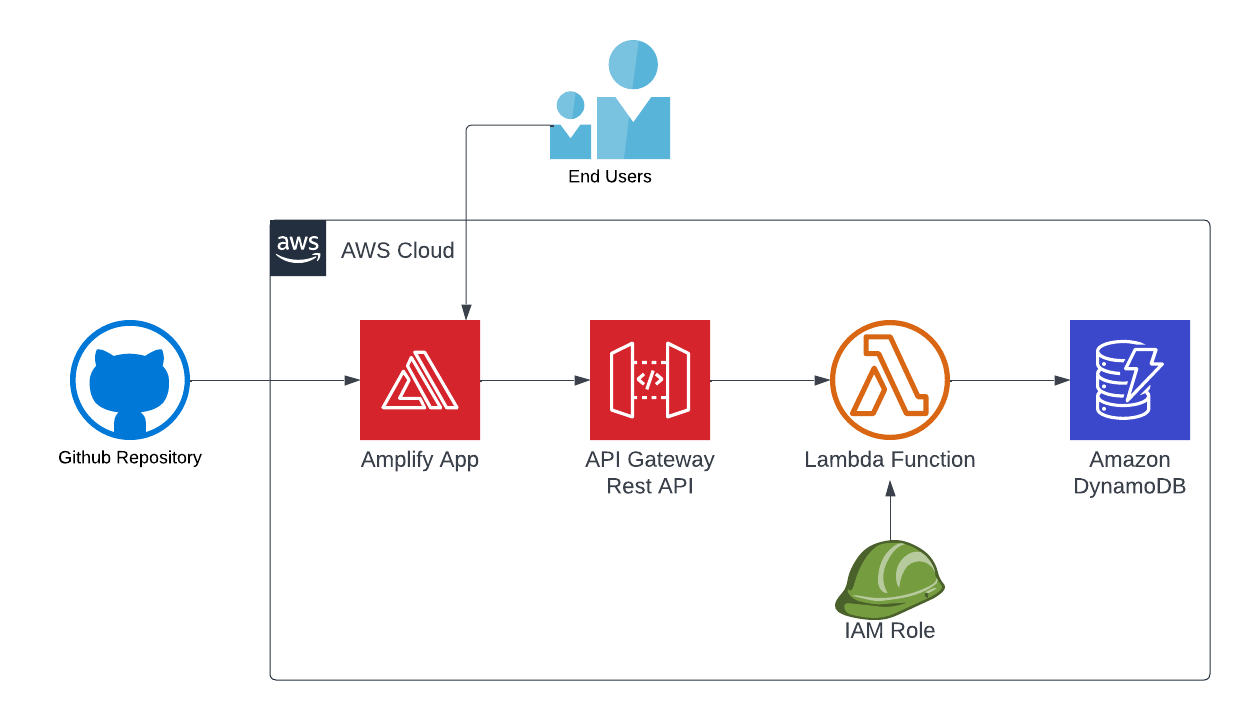 End Users
aws
AWS Cloud
</>
Github Repository
Amplify App
API Gateway
Rest API
Lambda Function
Amazon
DynamoDB
IAM Role